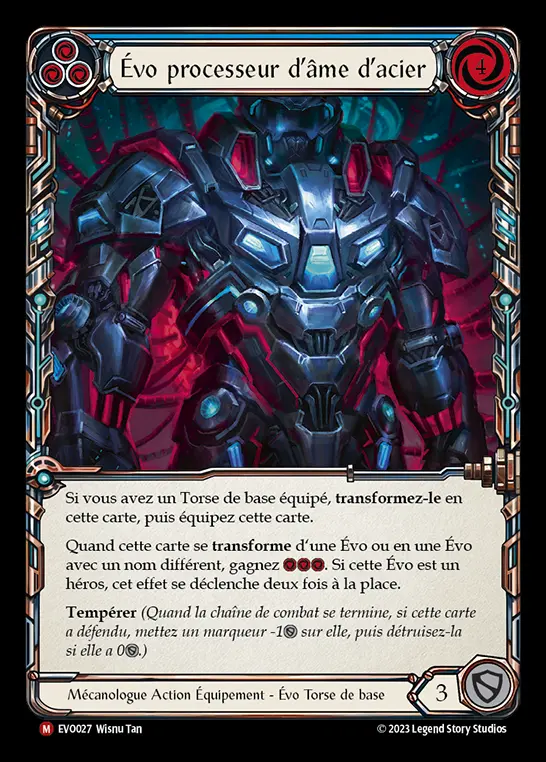 Évo processeur d'âme d'acier
4
Si vous avez un Torse de base équipé, transformez-le en
cette carte, puis équipez cette carte.
Quand cette carte se transforme d'une Évo ou en une Évo
avec un nom différent, gagnez. Si cette Évo est un
héros, cet effet se déclenche deux fois à la place.
Tempérer (Quand la chaîne de combat se termine, si cette carte
a défendu, mettez un marqueur -1 sur elle, puis détruisez-la
si elle a 0.)
Mécanologue Action Équipement - Évo Torse de base
3
M EVO027 Wisnu Tan
© 2023 Legend Story Studios